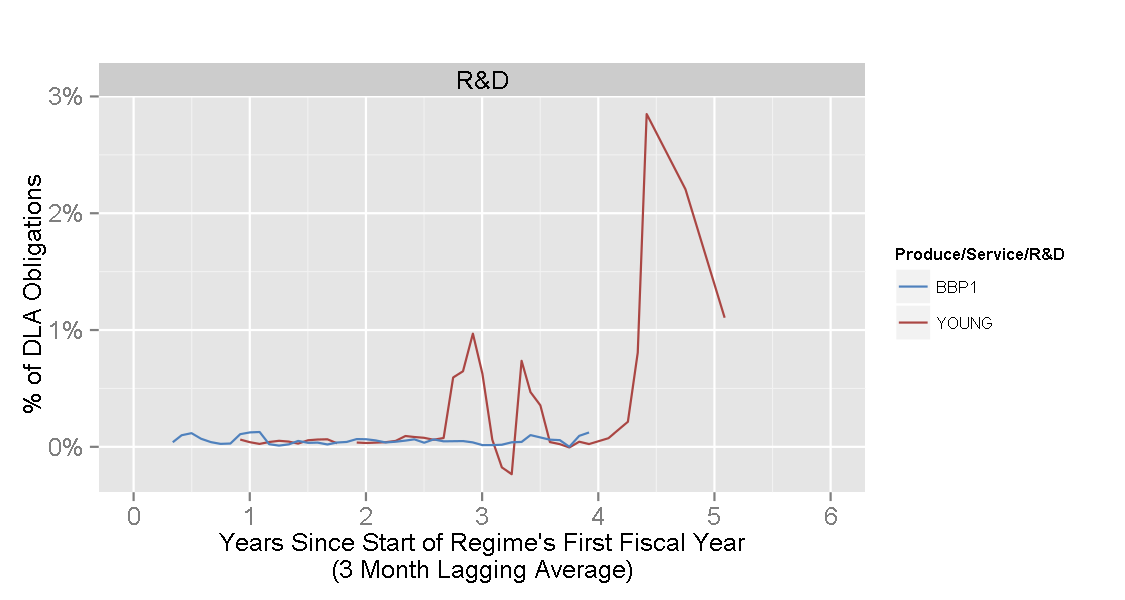 R&D
3%
2%
1%
0%
% of DLA Obligations
0 1 2 3 4 5 6
Years Since Start of Regime's First Fiscal Year
(3 Month Lagging Average)
Produce/Service/R&D
BBP1
YOUNG